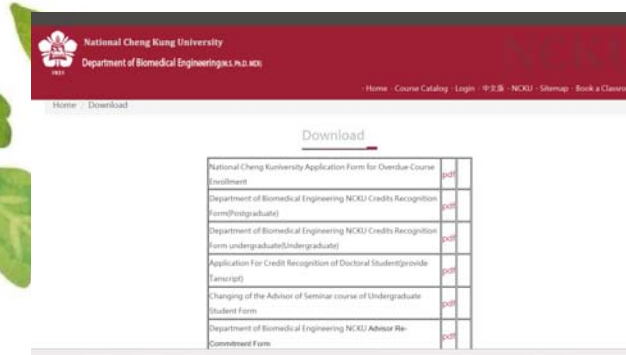 National Cheng Kung University
Department of Biomedical Engineering(M.S. Ph.D. MDI)
1931
NCKU
· Home · Course Catalog · Login · 中文版 · NCKU · Sitemap · Book a Classro
Home / Download
Download
National Cheng Kuniversity Application Form for Overdue Course
Enrollment
pdf
Department of Biomedical Engineering NCKU Credits Recognition
Form(Postgraduate)
pdf
Department of Biomedical Engineering NCKU Credits Recognition
Form undergraduate(Undergraduate)
pdf
Application For Credit Recognition of Doctoral Student(provide
Tanscript)
pdf
Changing of the Advisor of Seminar course of Undergraduate
Student Form
pdf
Department of Biomedical Engineering NCKU Advisor Re-
Commitment Form
pdf